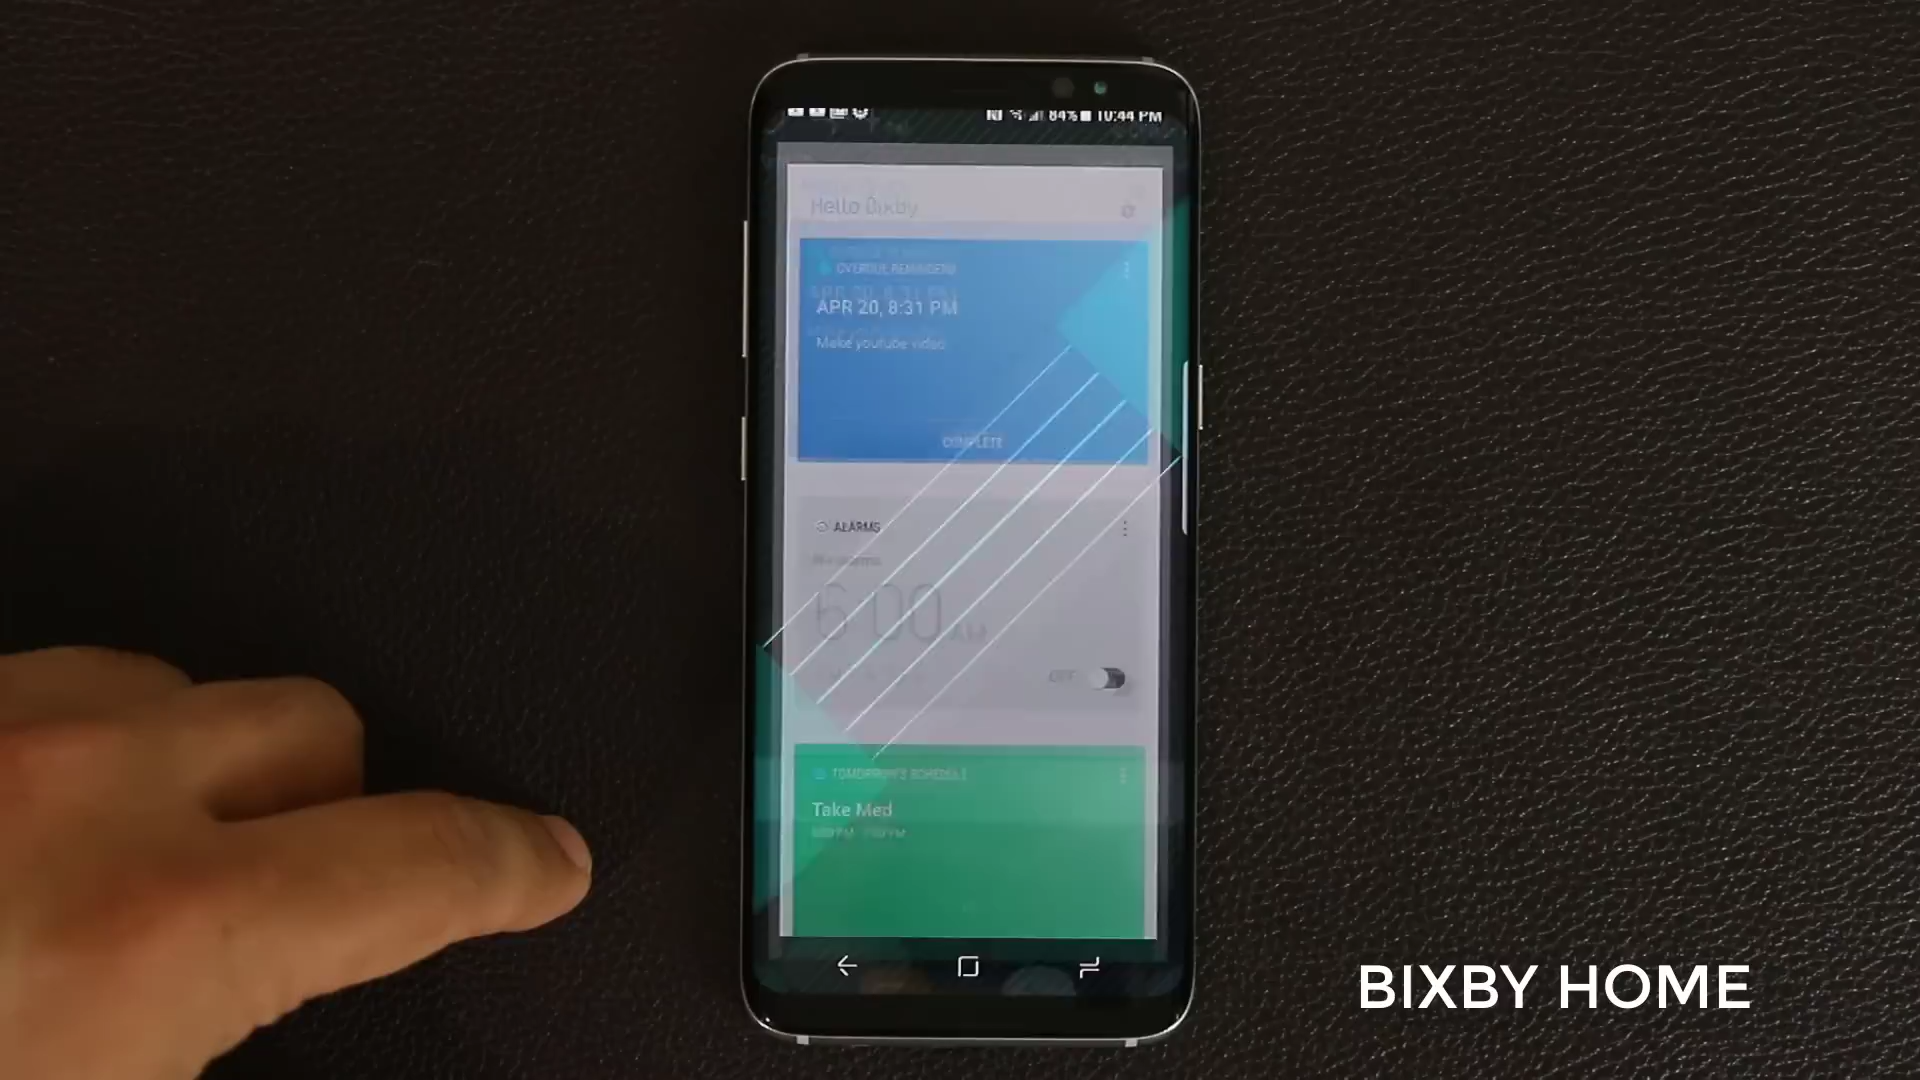 84% 10:44 PM
Hello Bixby
OVERDUE REMINDERS
APR 20, 8:31 PM
Make youtube video
COMPLETE
ALARMS
6:00 AM
OFF
TOMORROW'S SCHEDULE
Take Med
BIXBY HOME